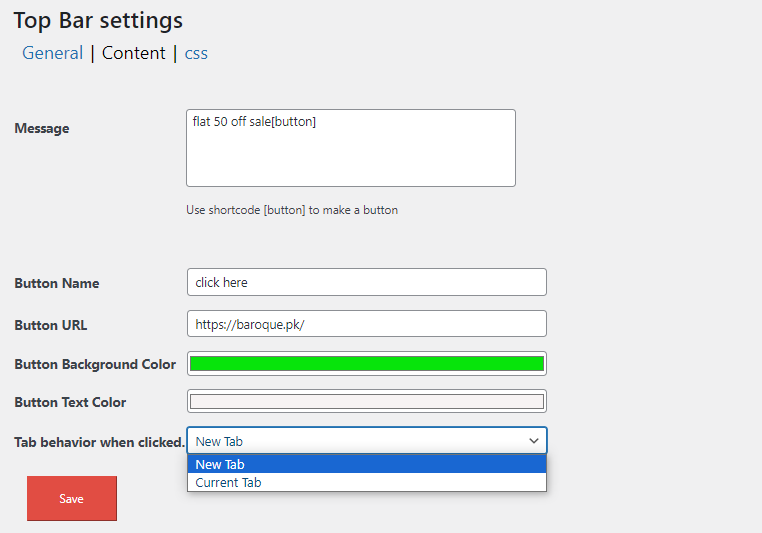 Top Bar settings
General | Content | css
Message
flat 50 off sale[button]
Use shortcode [button] to make a button
Button Name
click here
Button URL
https://baroque.pk/
Button Background Color
Button Text Color
Tab behavior when clicked.
New Tab
New Tab
Current Tab
Save